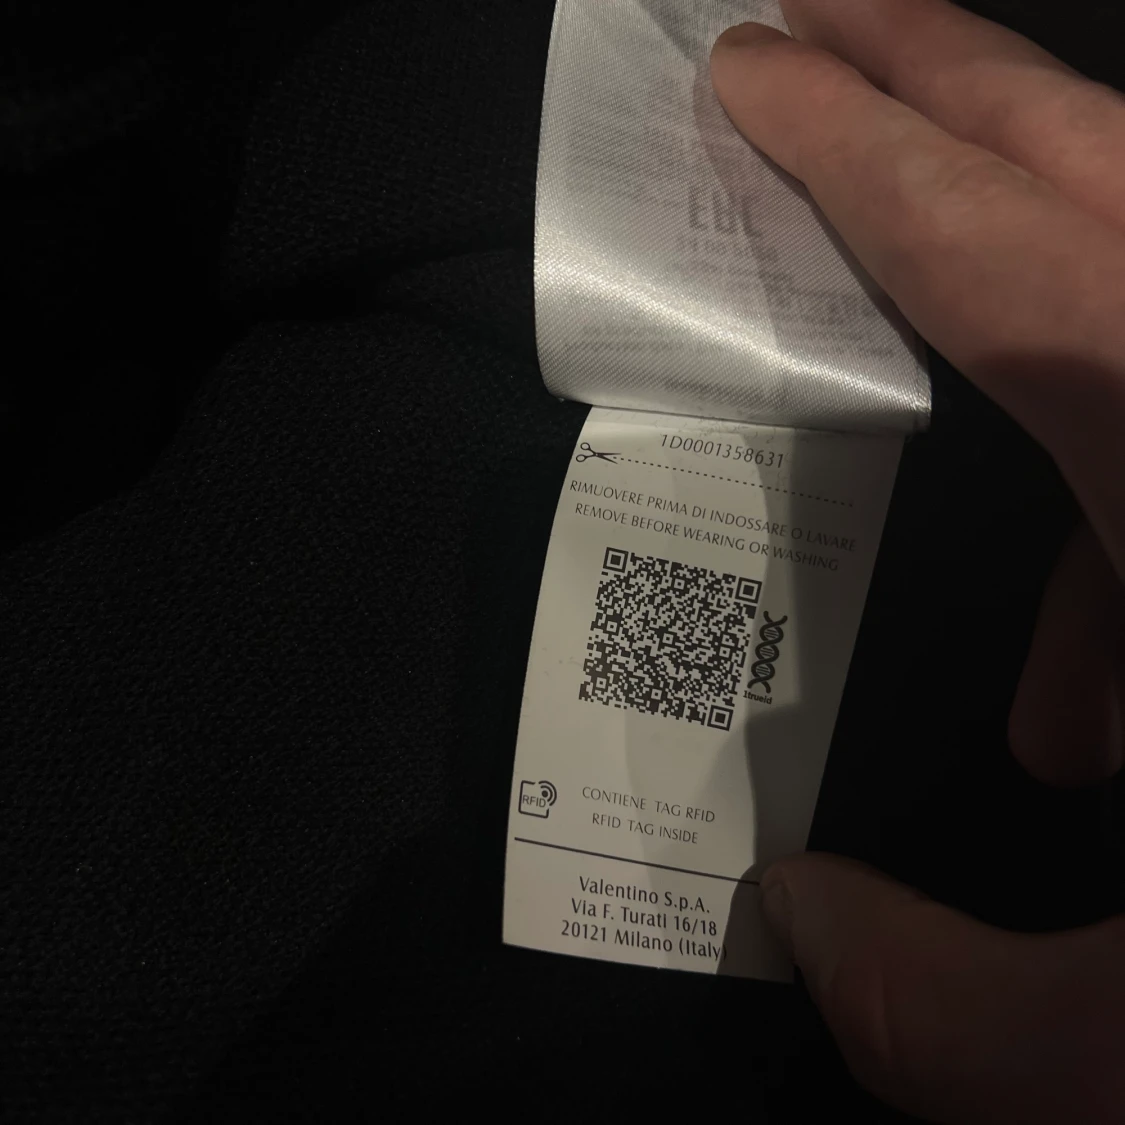 1D0001358631
RIMUOVERE PRIMA DI INDOSSARE O LAVARE
REMOVE BEFORE WEARING OR WASHING
1trueid
RFID
CONTIENE TAG RFID
RFID TAG INSIDE
Valentino S.p.A.
Via F. Turati 16/18
20121 Milano (Italy)